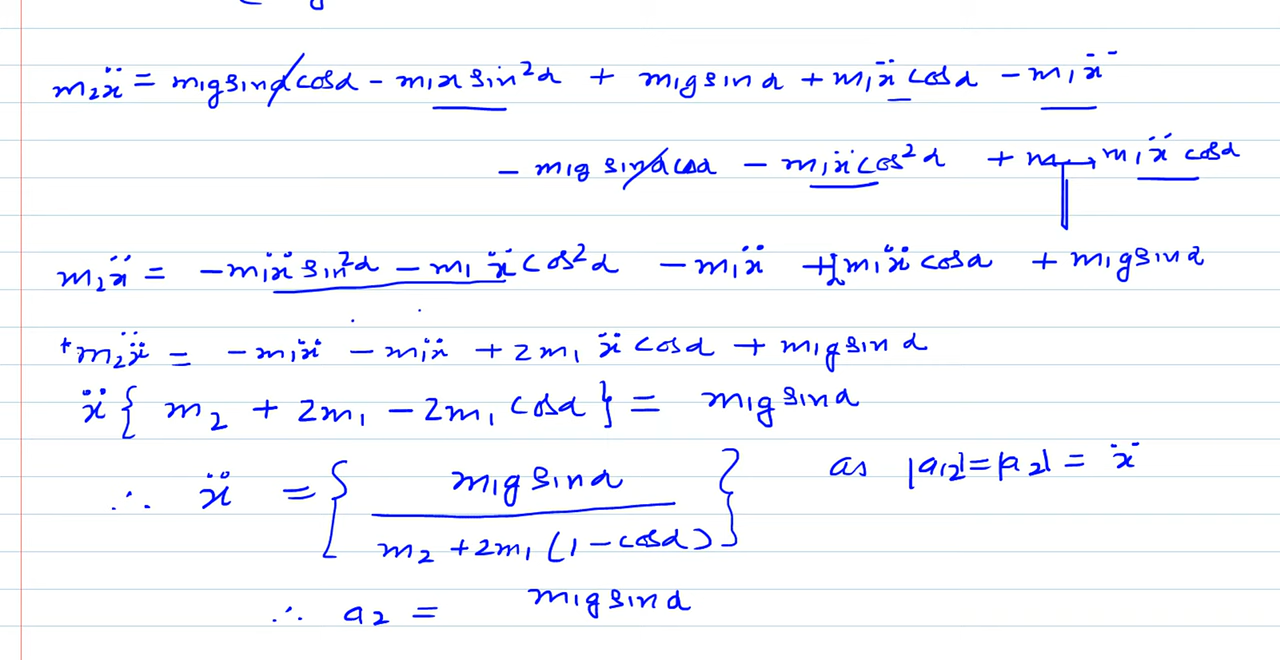 m₂ẍ = m₁g sinα cosα − m₁x sin²α + m₁g sinα + m₁ẍ cosα − m₁ẍ
− m₁g sinα cosα − m₁ẍ cos²α + m₁ẍ cosα
m₂ẍ = −m₁ẍ sin²α − m₁ẍ cos²α − m₁ẍ + 2m₁ẍ cosα + m₁g sinα
+m₂ẍ = −m₁ẍ − m₁ẍ + 2m₁ẍ cosα + m₁g sinα
ẍ { m₂ + 2m₁ − 2m₁ cosα } = m₁g sinα
∴ ẍ = { m₁g sinα / m₂ + 2m₁ (1 − cosα) } as |a₁₂| = |a₂| = ẍ
∴ a₂ = m₁g sinα